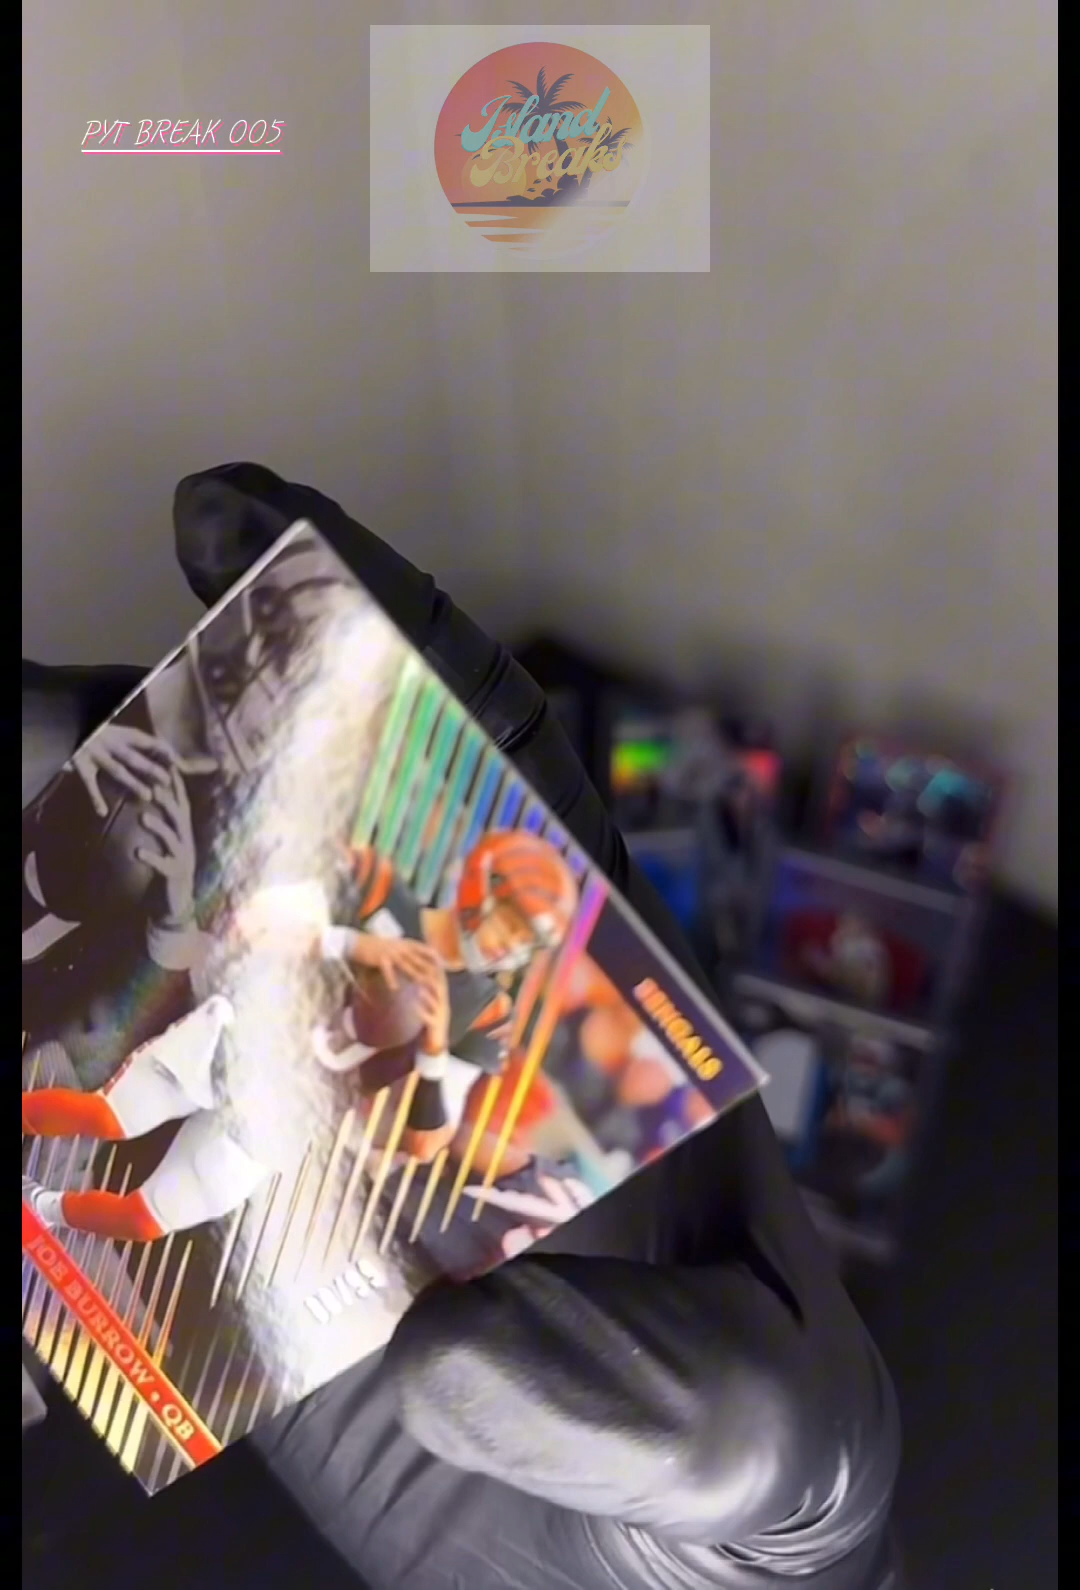 PYT BREAK 005
Island
Breaks
BENGALS
JOE BURROW • QB